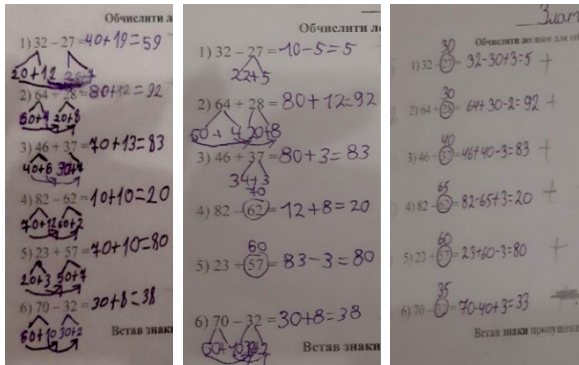 Обчислити
1) 32 − 27 = 40+19=59
20+12
2) 64 + 28 = 80+12=92
60+4 20+8
3) 46 + 37 = 70+13=83
40+6 30+7
4) 82 − 62 = 10+10=20
70+12 60+2
5) 23 + 57 = 70+10=80
20+3 50+7
6) 70 − 32 = 30+8=38
60+10 30+2
Встав знаки
Обчислити
1) 32 − 27 = 10-5=5
22+5
2) 64 + 28 = 80+12=92
60+4 20+8
3) 46 + 37 = 80+3=83
34+3
70
4) 82 − 62 = 12+8=20
60
5) 23 + 57 = 83-3=80
6) 70 − 32 = 30+8=38
60+10 30+2
Встав знаки
Злат
30
Обчислити для
1) 32 − 27 = 32-30+3=5 +
30
2) 64 + 28 = 64+30-2=92 +
40
3) 46 + 37 = 46+40-3=83 +
65
4) 82 − 62 = 82-65+3=20 +
60
5) 23 + 57 = 23+60-3=80 +
35
6) 70 − 70-40+3=33
Встав знаки